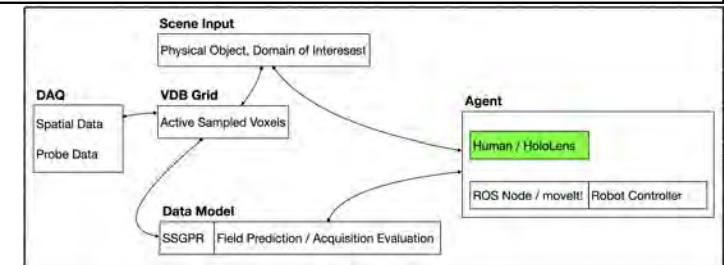 Scene Input
Physical Object, Domain of Interesest
DAQ
Spatial Data
Probe Data
VDB Grid
Active Sampled Voxels
Agent
Human / HoloLens
ROS Node / moveIt! Robot Controller
Data Model
SSGPR Field Prediction / Acquisition Evaluation